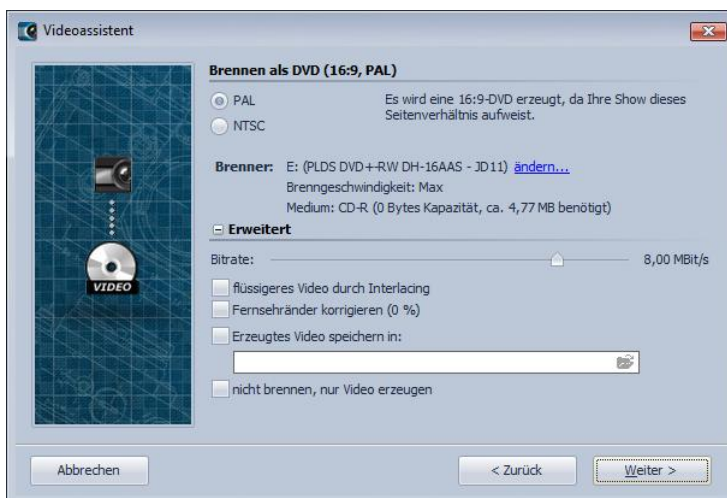 Videoassistent
Brennen als DVD (16:9, PAL)
PAL
Es wird eine 16:9-DVD erzeugt, da Ihre Show dieses
Seitenverhältnis aufweist.
NTSC
Brenner: E: (PLDS DVD+-RW DH-16AAS - JD11) ändern...
Brenngeschwindigkeit: Max
Medium: CD-R (0 Bytes Kapazität, ca. 4,77 MB benötigt)
Erweitert
Bitrate: 8,00 MBit/s
flüssigeres Video durch Interlacing
Fernsehränder korrigieren (0 %)
Erzeugtes Video speichern in:
nicht brennen, nur Video erzeugen
VIDEO
Abbrechen
< Zurück
Weiter >